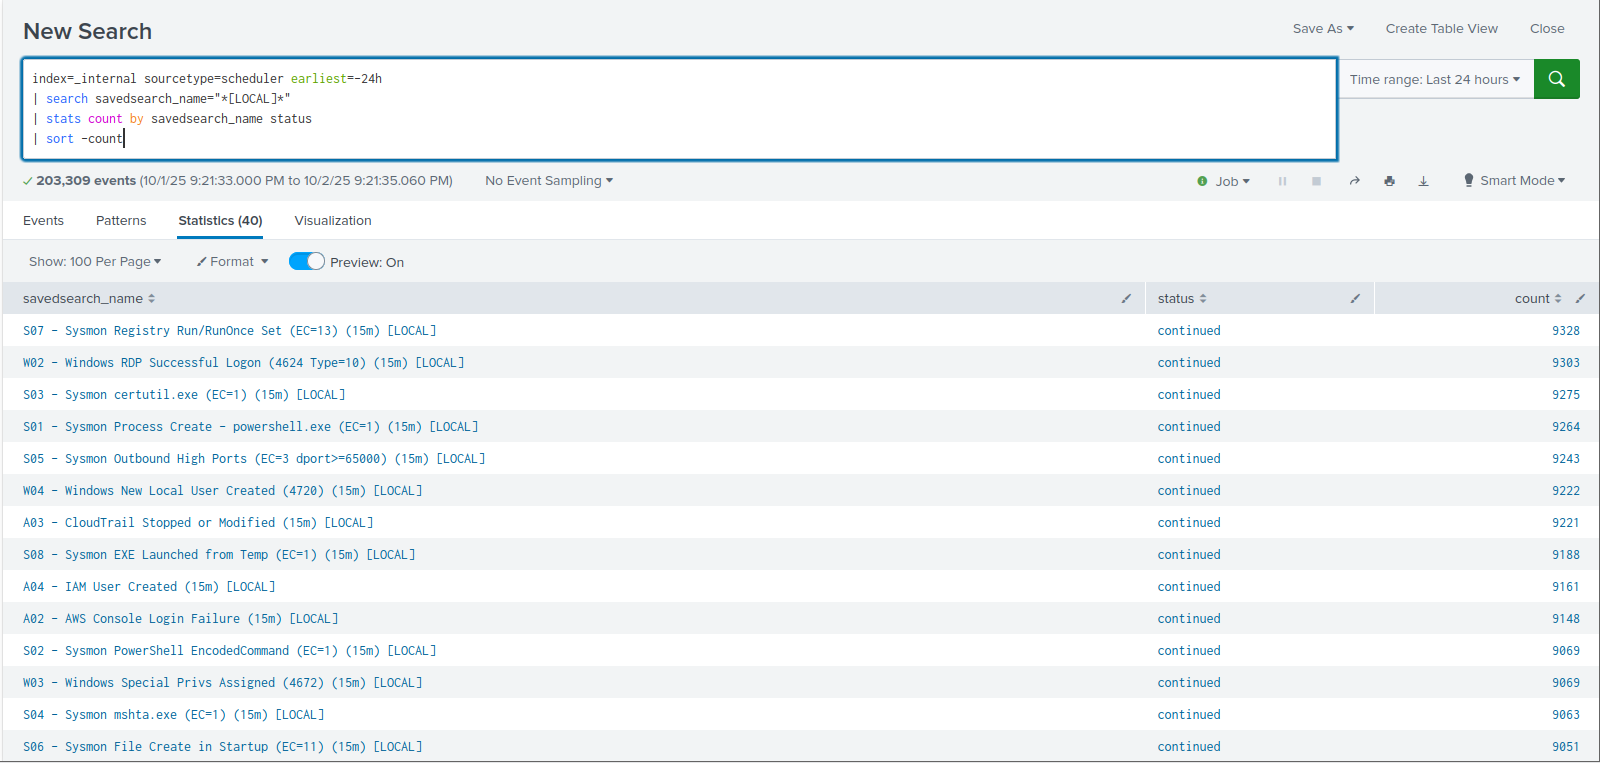 New Search
Save As
Create Table View
Close
index=_internal sourcetype=scheduler earliest=-24h
| search savedsearch_name="*[LOCAL]*"
| stats count by savedsearch_name status
| sort -count
Time range: Last 24 hours
203,309 events (10/1/25 9:21:33.000 PM to 10/2/25 9:21:35.060 PM)
No Event Sampling
Job
Smart Mode
Events
Patterns
Statistics (40)
Visualization
Show: 100 Per Page
Format
Preview: On
savedsearch_name status count
S07 - Sysmon Registry Run/RunOnce Set (EC=13) (15m) [LOCAL] continued 9328
W02 - Windows RDP Successful Logon (4624 Type=10) (15m) [LOCAL] continued 9303
S03 - Sysmon certutil.exe (EC=1) (15m) [LOCAL] continued 9275
S01 - Sysmon Process Create - powershell.exe (EC=1) (15m) [LOCAL] continued 9264
S05 - Sysmon Outbound High Ports (EC=3 dport>=65000) (15m) [LOCAL] continued 9243
W04 - Windows New Local User Created (4720) (15m) [LOCAL] continued 9222
A03 - CloudTrail Stopped or Modified (15m) [LOCAL] continued 9221
S08 - Sysmon EXE Launched from Temp (EC=1) (15m) [LOCAL] continued 9188
A04 - IAM User Created (15m) [LOCAL] continued 9161
A02 - AWS Console Login Failure (15m) [LOCAL] continued 9148
S02 - Sysmon PowerShell EncodedCommand (EC=1) (15m) [LOCAL] continued 9069
W03 - Windows Special Privs Assigned (4672) (15m) [LOCAL] continued 9069
S04 - Sysmon mshta.exe (EC=1) (15m) [LOCAL] continued 9063
S06 - Sysmon File Create in Startup (EC=11) (15m) [LOCAL] continued 9051